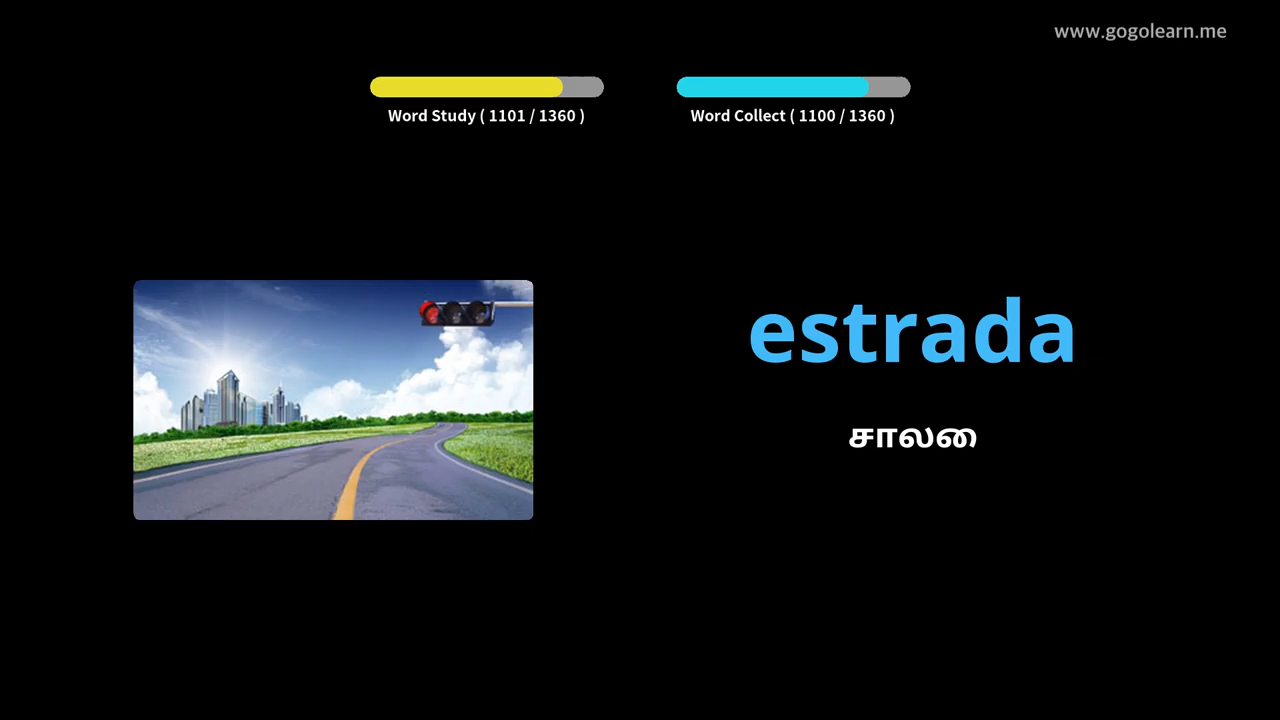 www.gogolearn.me
Word Study ( 1101 / 1360 )
Word Collect ( 1100 / 1360 )
estrada
சாலை